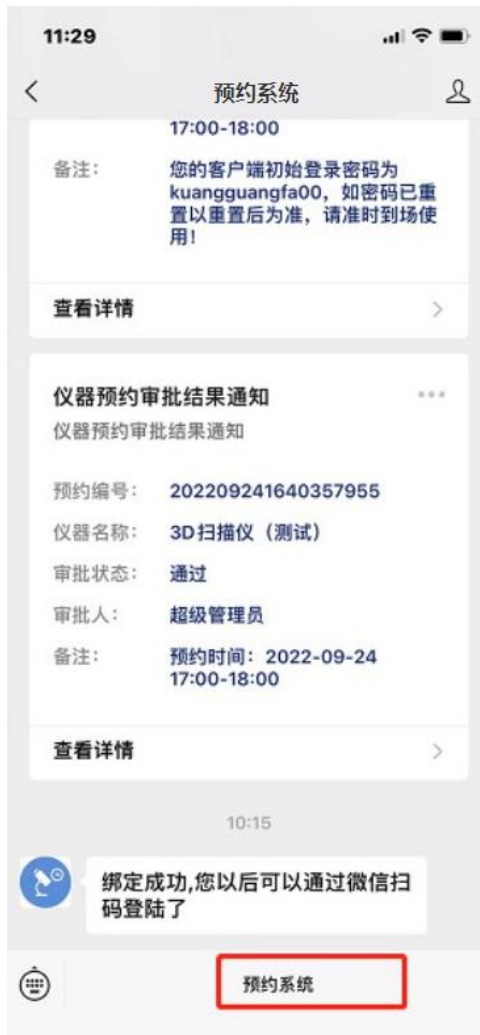 11:29
预约系统
17:00-18:00
备注：
您的客户端初始登录密码为
kuangguangfa00，如密码已重
置以重置后为准，请准时到场使
用！
查看详情
仪器预约审批结果通知
仪器预约审批结果通知
预约编号：
202209241640357955
仪器名称：
3D扫描仪（测试）
审批状态：
通过
审批人：
超级管理员
备注：
预约时间：2022-09-24
17:00-18:00
查看详情
10:15
绑定成功,您以后可以通过微信扫
码登陆了
预约系统